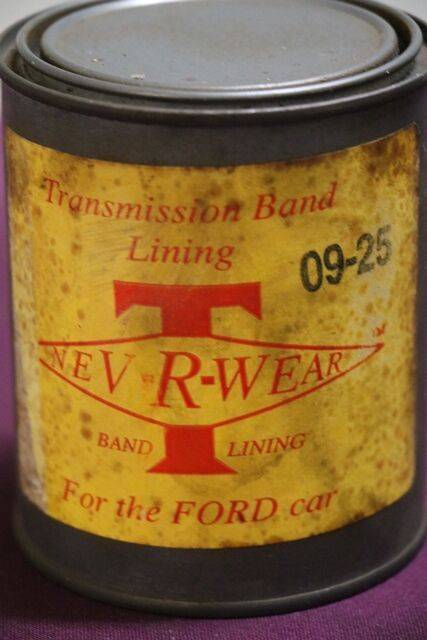 Transmission Band
Lining
09-25
T
NEV-R-WEAR
BAND LINING
For the FORD car